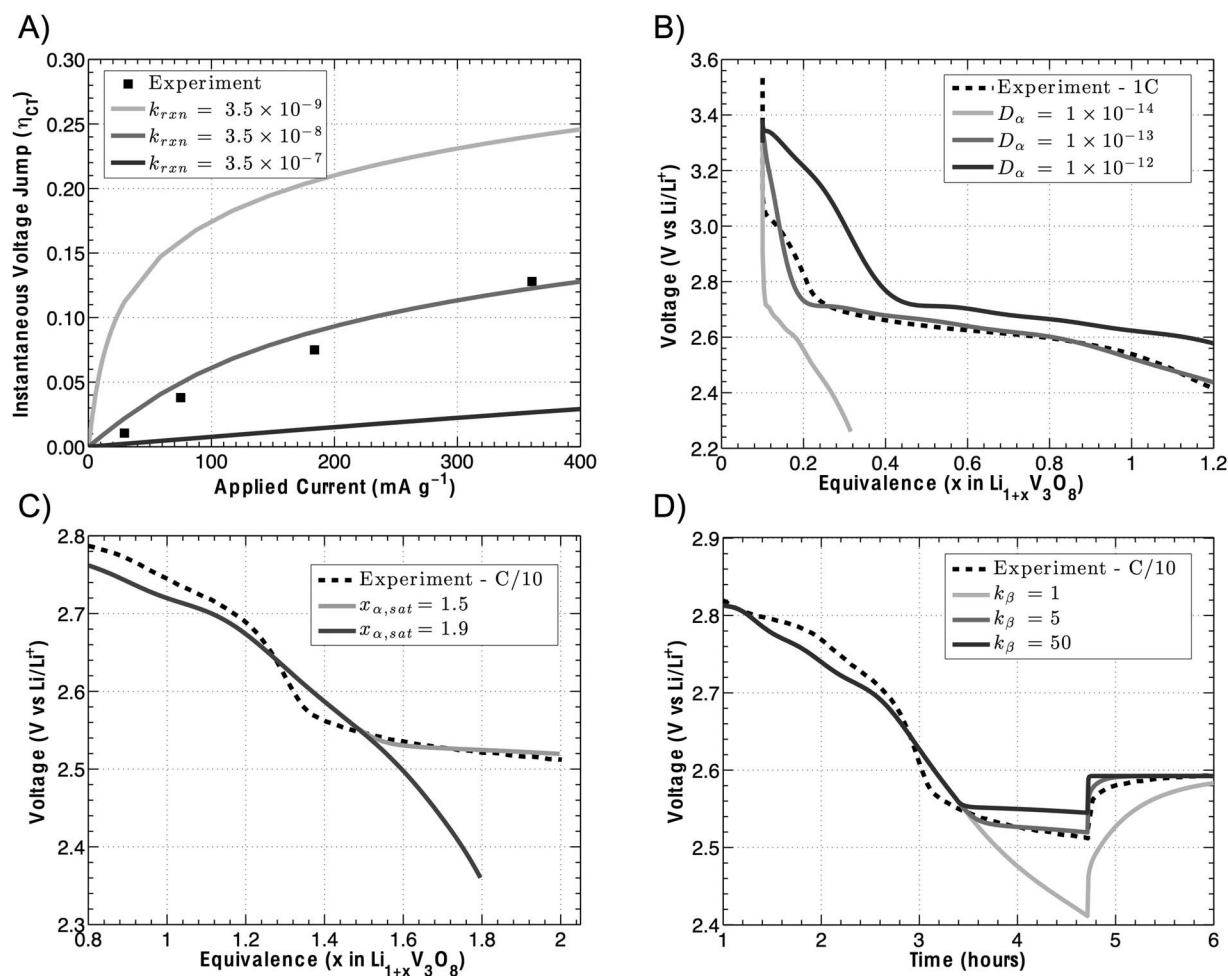 A)
0.30
0.25
0.20
0.15
0.10
0.05
0.00
0
100
200
300
400
Instantaneous Voltage Jump (η_CT)
Applied Current (mA g⁻¹)
Experiment
k_rxn = 3.5 × 10⁻⁹
k_rxn = 3.5 × 10⁻⁸
k_rxn = 3.5 × 10⁻⁷
B)
3.6
3.4
3.2
3.0
2.8
2.6
2.4
2.2
0
0.2
0.4
0.6
0.8
1
1.2
Voltage (V vs Li/Li⁺)
Equivalence (x in Li₁₊ₓV₃O₈)
Experiment - 1C
D_α = 1 × 10⁻¹⁴
D_α = 1 × 10⁻¹³
D_α = 1 × 10⁻¹²
C)
2.8
2.7
2.6
2.5
2.4
2.3
0.8
1
1.2
1.4
1.6
1.8
2
Voltage (V vs Li/Li⁺)
Equivalence (x in Li₁₊ₓV₃O₈)
Experiment - C/10
x_α,sat = 1.5
x_α,sat = 1.9
D)
2.9
2.8
2.7
2.6
2.5
2.4
1
2
3
4
5
6
Voltage (V vs Li/Li⁺)
Time (hours)
Experiment - C/10
k_β = 1
k_β = 5
k_β = 50